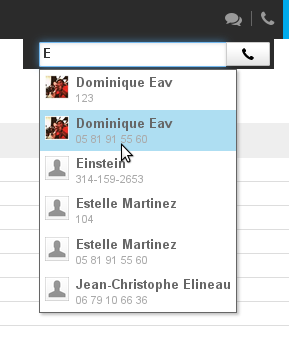 E
Dominique Eav
123
Dominique Eav
05 81 91 55 60
Einstein
314-159-2653
Estelle Martinez
104
Estelle Martinez
05 81 91 55 60
Jean-Christophe Elineau
06 79 10 66 36